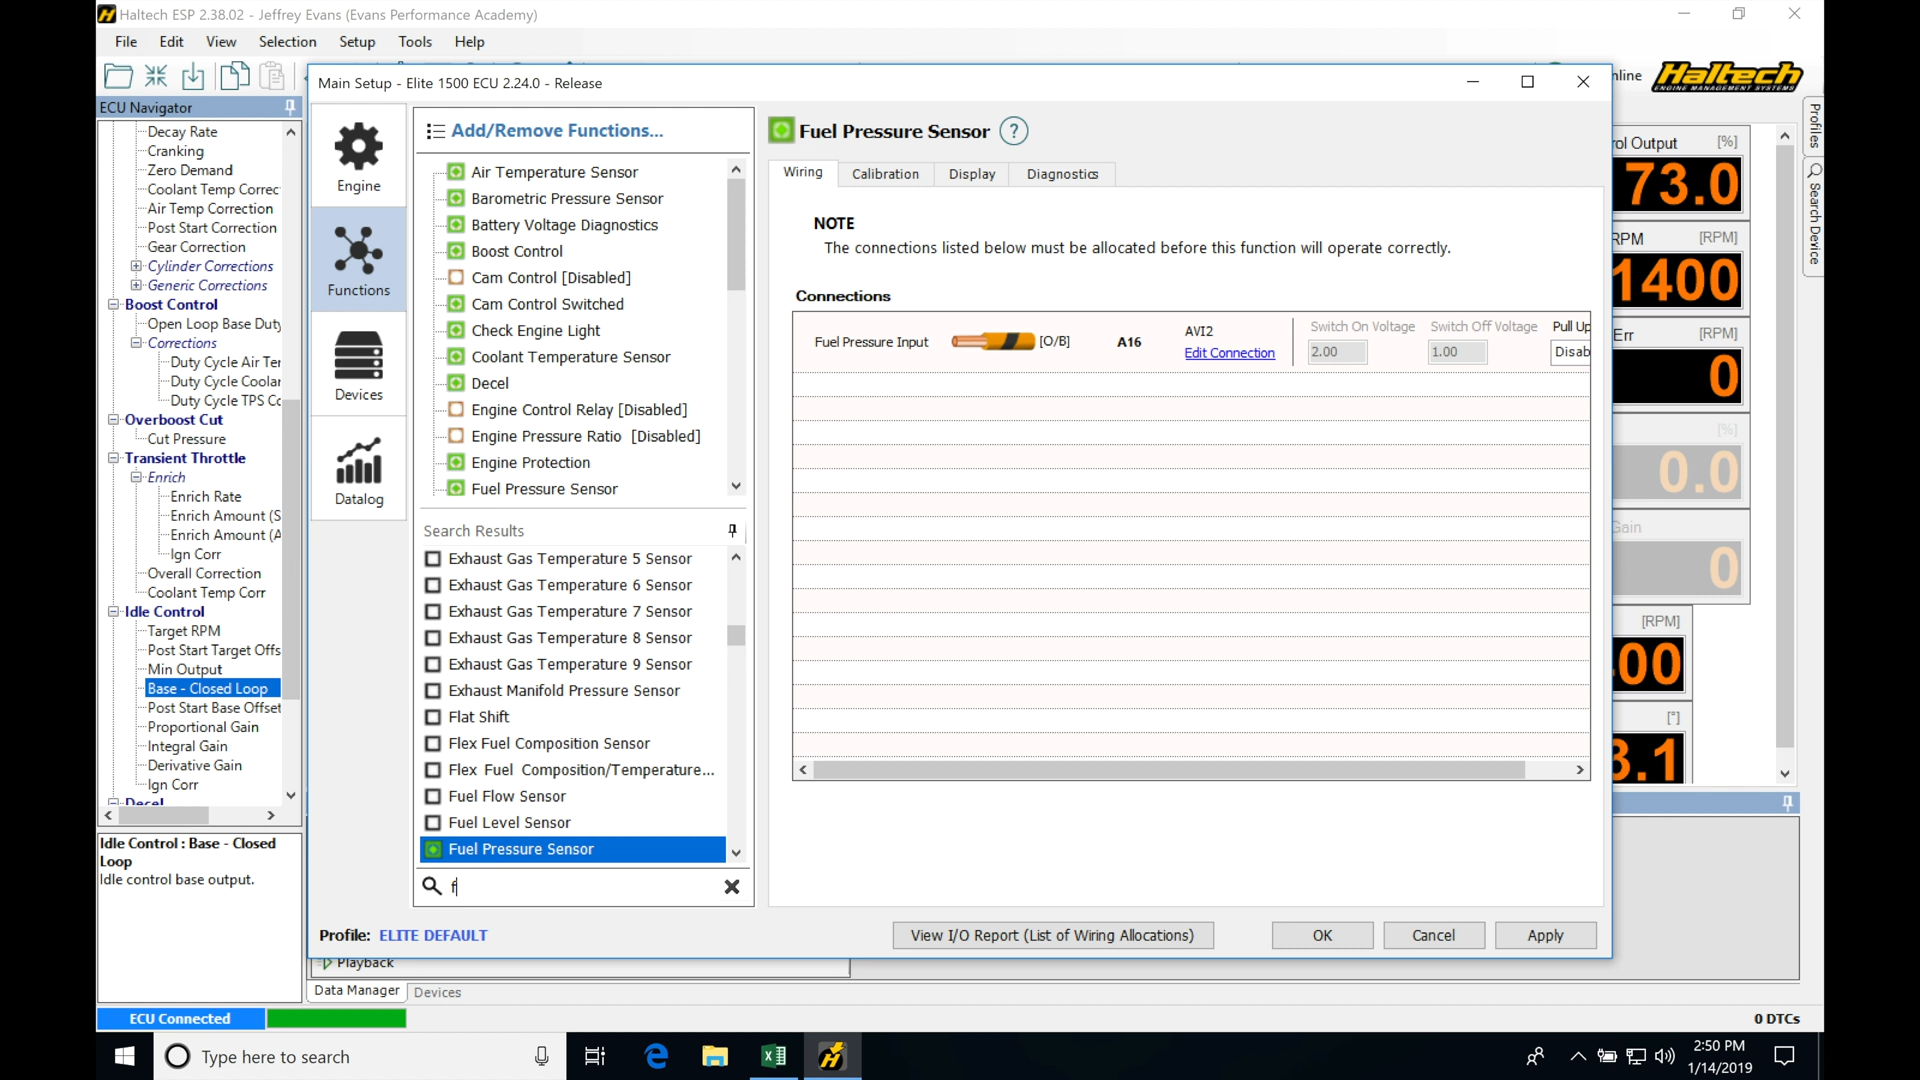 Haltech ESP 2.38.02 - Jeffrey Evans (Evans Performance Academy)
File Edit View Selection Setup Tools Help
Main Setup - Elite 1500 ECU 2.24.0 - Release
nline
Haltech
ENGINE MANAGEMENT SYSTEMS
ECU Navigator
Decay Rate
Cranking
Zero Demand
Coolant Temp Correc
Air Temp Correction
Post Start Correction
Gear Correction
Cylinder Corrections
Generic Corrections
Boost Control
Open Loop Base Duty
Corrections
Duty Cycle Air Ter
Duty Cycle Coolar
Duty Cycle TPS Cc
Overboost Cut
Cut Pressure
Transient Throttle
Enrich
Enrich Rate
Enrich Amount (S
Enrich Amount (A
Ign Corr
Overall Correction
Coolant Temp Corr
Idle Control
Target RPM
Post Start Target Offs
Min Output
Base - Closed Loop
Post Start Base Offset
Proportional Gain
Integral Gain
Derivative Gain
Ign Corr
Decel
Idle Control : Base - Closed
Loop
Idle control base output.
Engine
Functions
Devices
Datalog
Add/Remove Functions...
Air Temperature Sensor
Barometric Pressure Sensor
Battery Voltage Diagnostics
Boost Control
Cam Control [Disabled]
Cam Control Switched
Check Engine Light
Coolant Temperature Sensor
Decel
Engine Control Relay [Disabled]
Engine Pressure Ratio [Disabled]
Engine Protection
Fuel Pressure Sensor
Search Results
Exhaust Gas Temperature 5 Sensor
Exhaust Gas Temperature 6 Sensor
Exhaust Gas Temperature 7 Sensor
Exhaust Gas Temperature 8 Sensor
Exhaust Gas Temperature 9 Sensor
Exhaust Manifold Pressure Sensor
Flat Shift
Flex Fuel Composition Sensor
Flex Fuel Composition/Temperature...
Fuel Flow Sensor
Fuel Level Sensor
Fuel Pressure Sensor
f
Fuel Pressure Sensor ?
Wiring Calibration Display Diagnostics
NOTE
The connections listed below must be allocated before this function will operate correctly.
Connections
Fuel Pressure Input [O/B] A16 AVI2 Switch On Voltage Switch Off Voltage Pull Up
Edit Connection 2.00 1.00 Disab
Profile: ELITE DEFAULT
View I/O Report (List of Wiring Allocations) OK Cancel Apply
rol Output [%]
73.0
RPM [RPM]
1400
Err [RPM]
0
[%]
0.0
Gain
0
[RPM]
00
[°]
3.1
Profiles
Search Device
Playback
Data Manager Devices
ECU Connected
0 DTCs
Type here to search
2:50 PM
1/14/2019